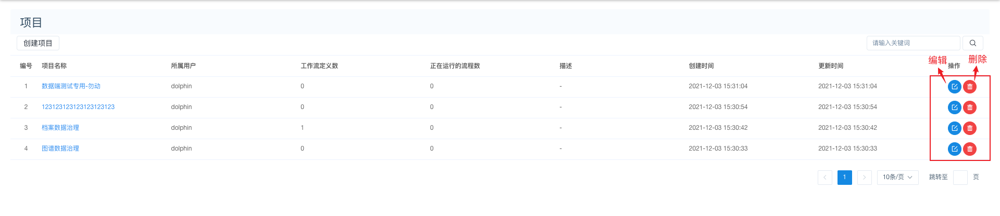 项目
创建项目
请输入关键词
编辑
删除
编号 项目名称 所属用户 工作流定义数 正在运行的流程数 描述 创建时间 更新时间 操作
1 数据端测试专用-勿动 dolphin 0 0 - 2021-12-03 15:31:04 2021-12-03 15:31:04
2 123123123123123123123 dolphin 0 0 - 2021-12-03 15:30:54 2021-12-03 15:30:54
3 档案数据治理 dolphin 1 0 - 2021-12-03 15:30:42 2021-12-03 15:30:42
4 图谱数据治理 dolphin 0 0 - 2021-12-03 15:30:33 2021-12-03 15:30:33
1 10条/页 跳转至 页